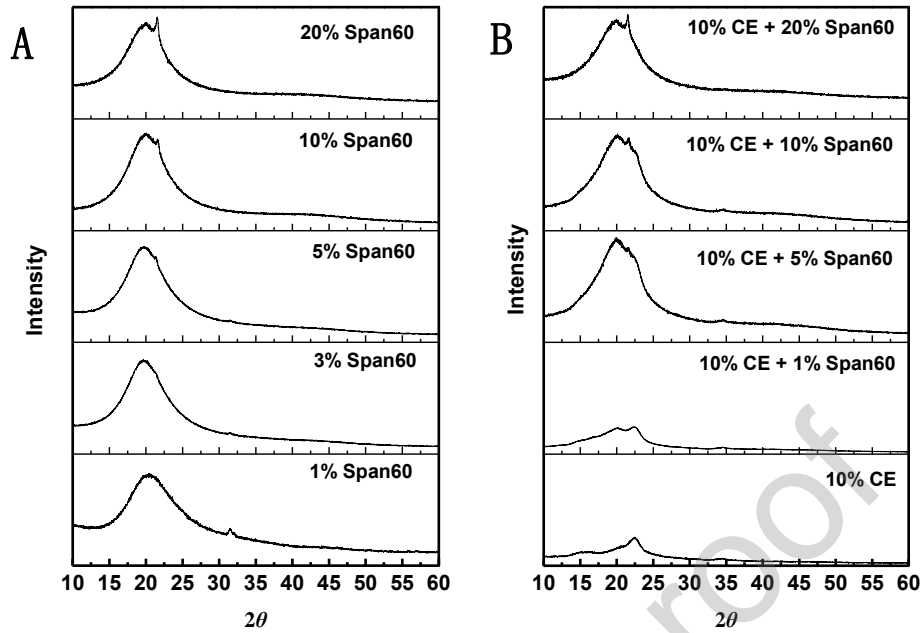 A
20% Span60
10% Span60
5% Span60
3% Span60
1% Span60
Intensity
10 15 20 25 30 35 40 45 50 55 60
2θ
B
10% CE + 20% Span60
10% CE + 10% Span60
10% CE + 5% Span60
10% CE + 1% Span60
10% CE
Intensity
10 15 20 25 30 35 40 45 50 55 60
2θ
roof